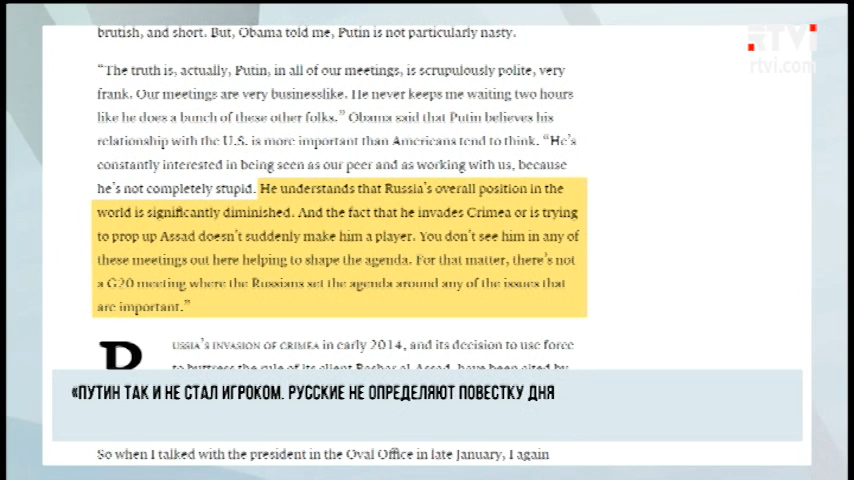 brutish, and short. But, Obama told me, Putin is not particularly nasty.
RTVi
rtvi.com
“The truth is, actually, Putin, in all of our meetings, is scrupulously polite, very
frank. Our meetings are very businesslike. He never keeps me waiting two hours
like he does a bunch of these other folks.” Obama said that Putin believes his
relationship with the U.S. is more important than Americans tend to think. “He’s
constantly interested in being seen as our peer and as working with us, because
he’s not completely stupid. He understands that Russia’s overall position in the
world is significantly diminished. And the fact that he invades Crimea or is trying
to prop up Assad doesn’t suddenly make him a player. You don’t see him in any of
these meetings out here helping to shape the agenda. For that matter, there’s not
a G20 meeting where the Russians set the agenda around any of the issues that
are important.”
RUSSIA’S INVASION OF CRIMEA in early 2014, and its decision to use force
to buttress the rule of its client Bashar al-Assad, have been cited by
«ПУТИН ТАК И НЕ СТАЛ ИГРОКОМ. РУССКИЕ НЕ ОПРЕДЕЛЯЮТ ПОВЕСТКУ ДНЯ
So when I talked with the president in the Oval Office in late January, I again